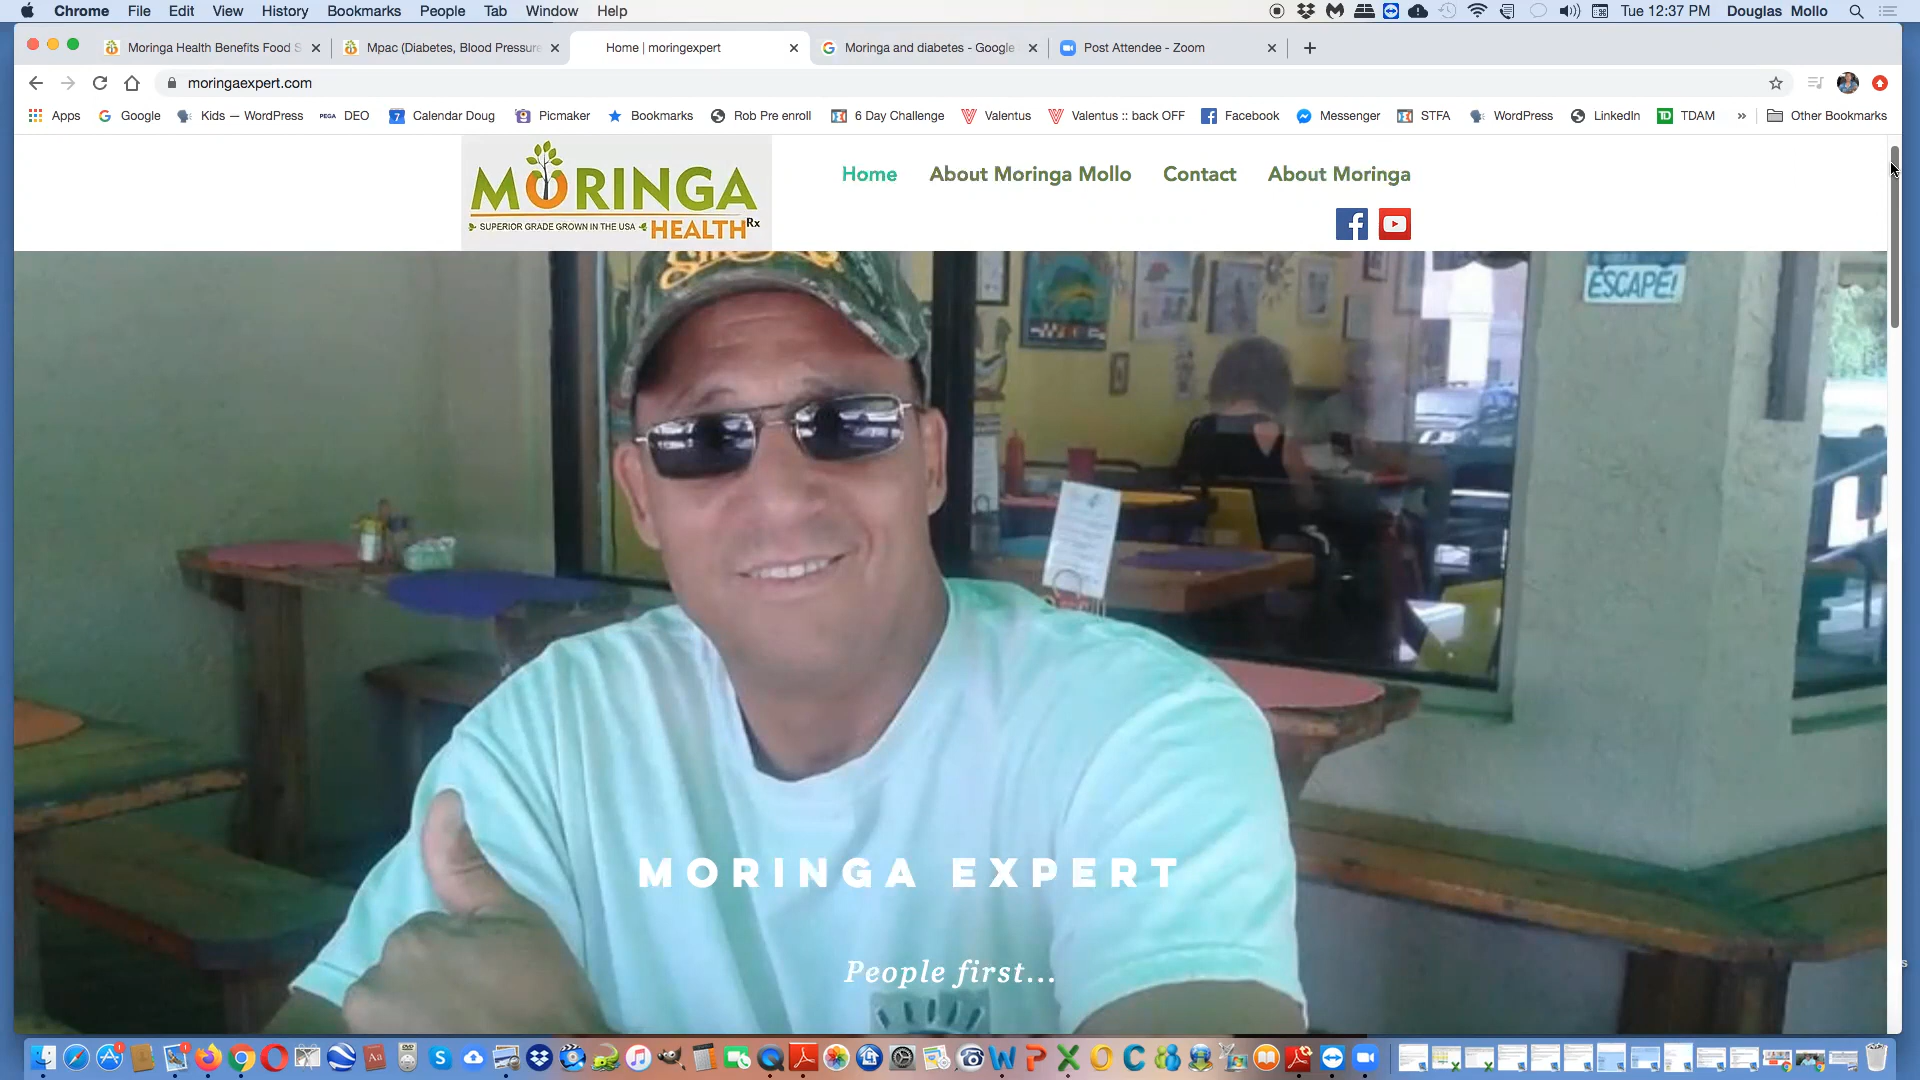 Chrome File Edit View History Bookmarks People Tab Window Help
Tue 12:37 PM Douglas Mollo
Moringa Health Benefits Food S
Mpac (Diabetes, Blood Pressure
Home | moringexpert
Moringa and diabetes - Google
Post Attendee - Zoom
moringaexpert.com
Apps Google Kids — WordPress DEO Calendar Doug Picmaker Bookmarks Rob Pre enroll 6 Day Challenge Valentus Valentus :: back OFF Facebook Messenger STFA WordPress LinkedIn TDAM » Other Bookmarks
MORINGA
SUPERIOR GRADE GROWN IN THE USA
HEALTH Rx
Home About Moringa Mollo Contact About Moringa
ESCAPE!
MORINGA EXPERT
People first...